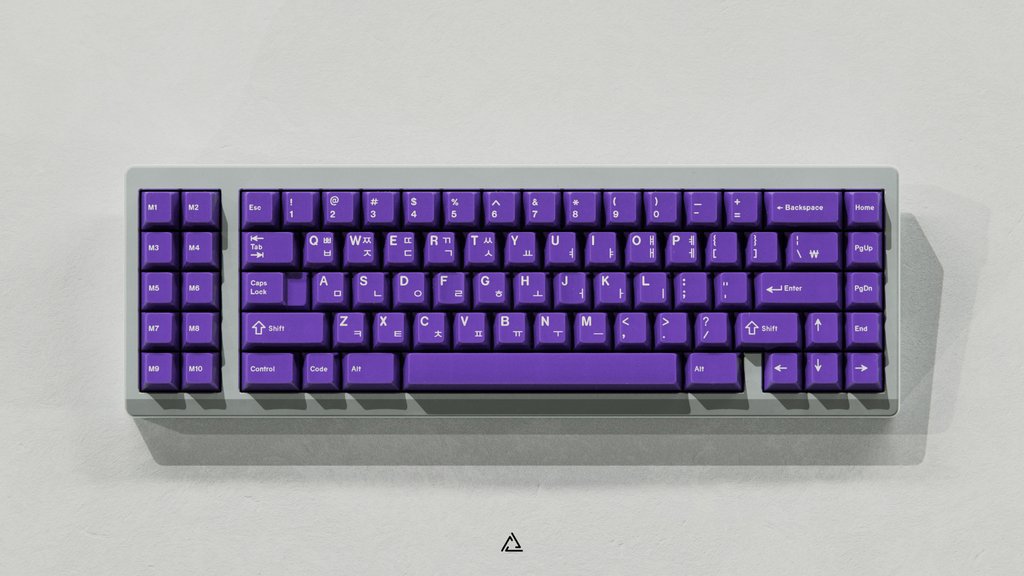 M1 M2 Esc ! 1 @ 2 # 3 $ 4 % 5 ^ 6 & 7 * 8 ( 9 ) 0 _ - + = ← Backspace Home
M3 M4 Tab Q ㅃ ㅂ W ㅉ ㅈ E ㄸ ㄷ R ㄲ ㄱ T ㅆ ㅅ Y ㅛ U ㅕ I ㅑ O ㅒ ㅐ P ㅖ ㅔ { [ } ] ¦ \ ₩ PgUp
M5 M6 Caps Lock A ㅁ S ㄴ D ㅇ F ㄹ G ㅎ H ㅗ J ㅓ K ㅏ L ㅣ : ; " ' Enter PgDn
M7 M8 Shift Z ㅋ X ㅌ C ㅊ V ㅍ B ㅠ N ㅜ M ㅡ < , > . ? / Shift ↑ End
M9 M10 Control Code Alt Alt ← ↓ →